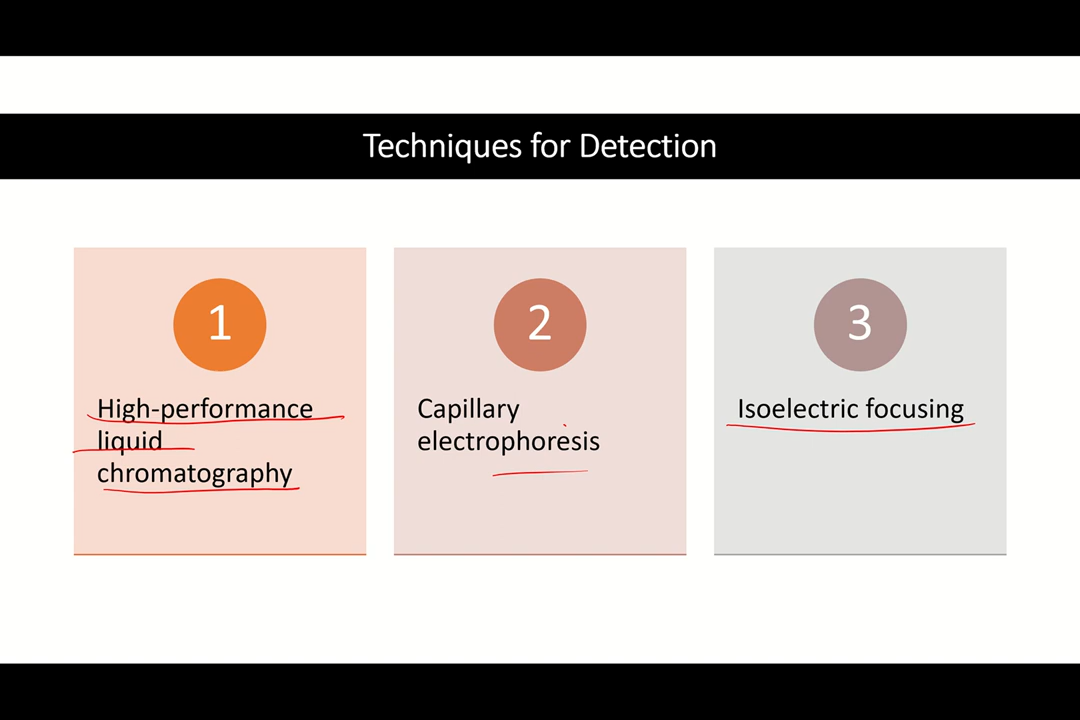 Techniques for Detection
1
High-performance
liquid
chromatography
2
Capillary
electrophoresis
3
Isoelectric focusing